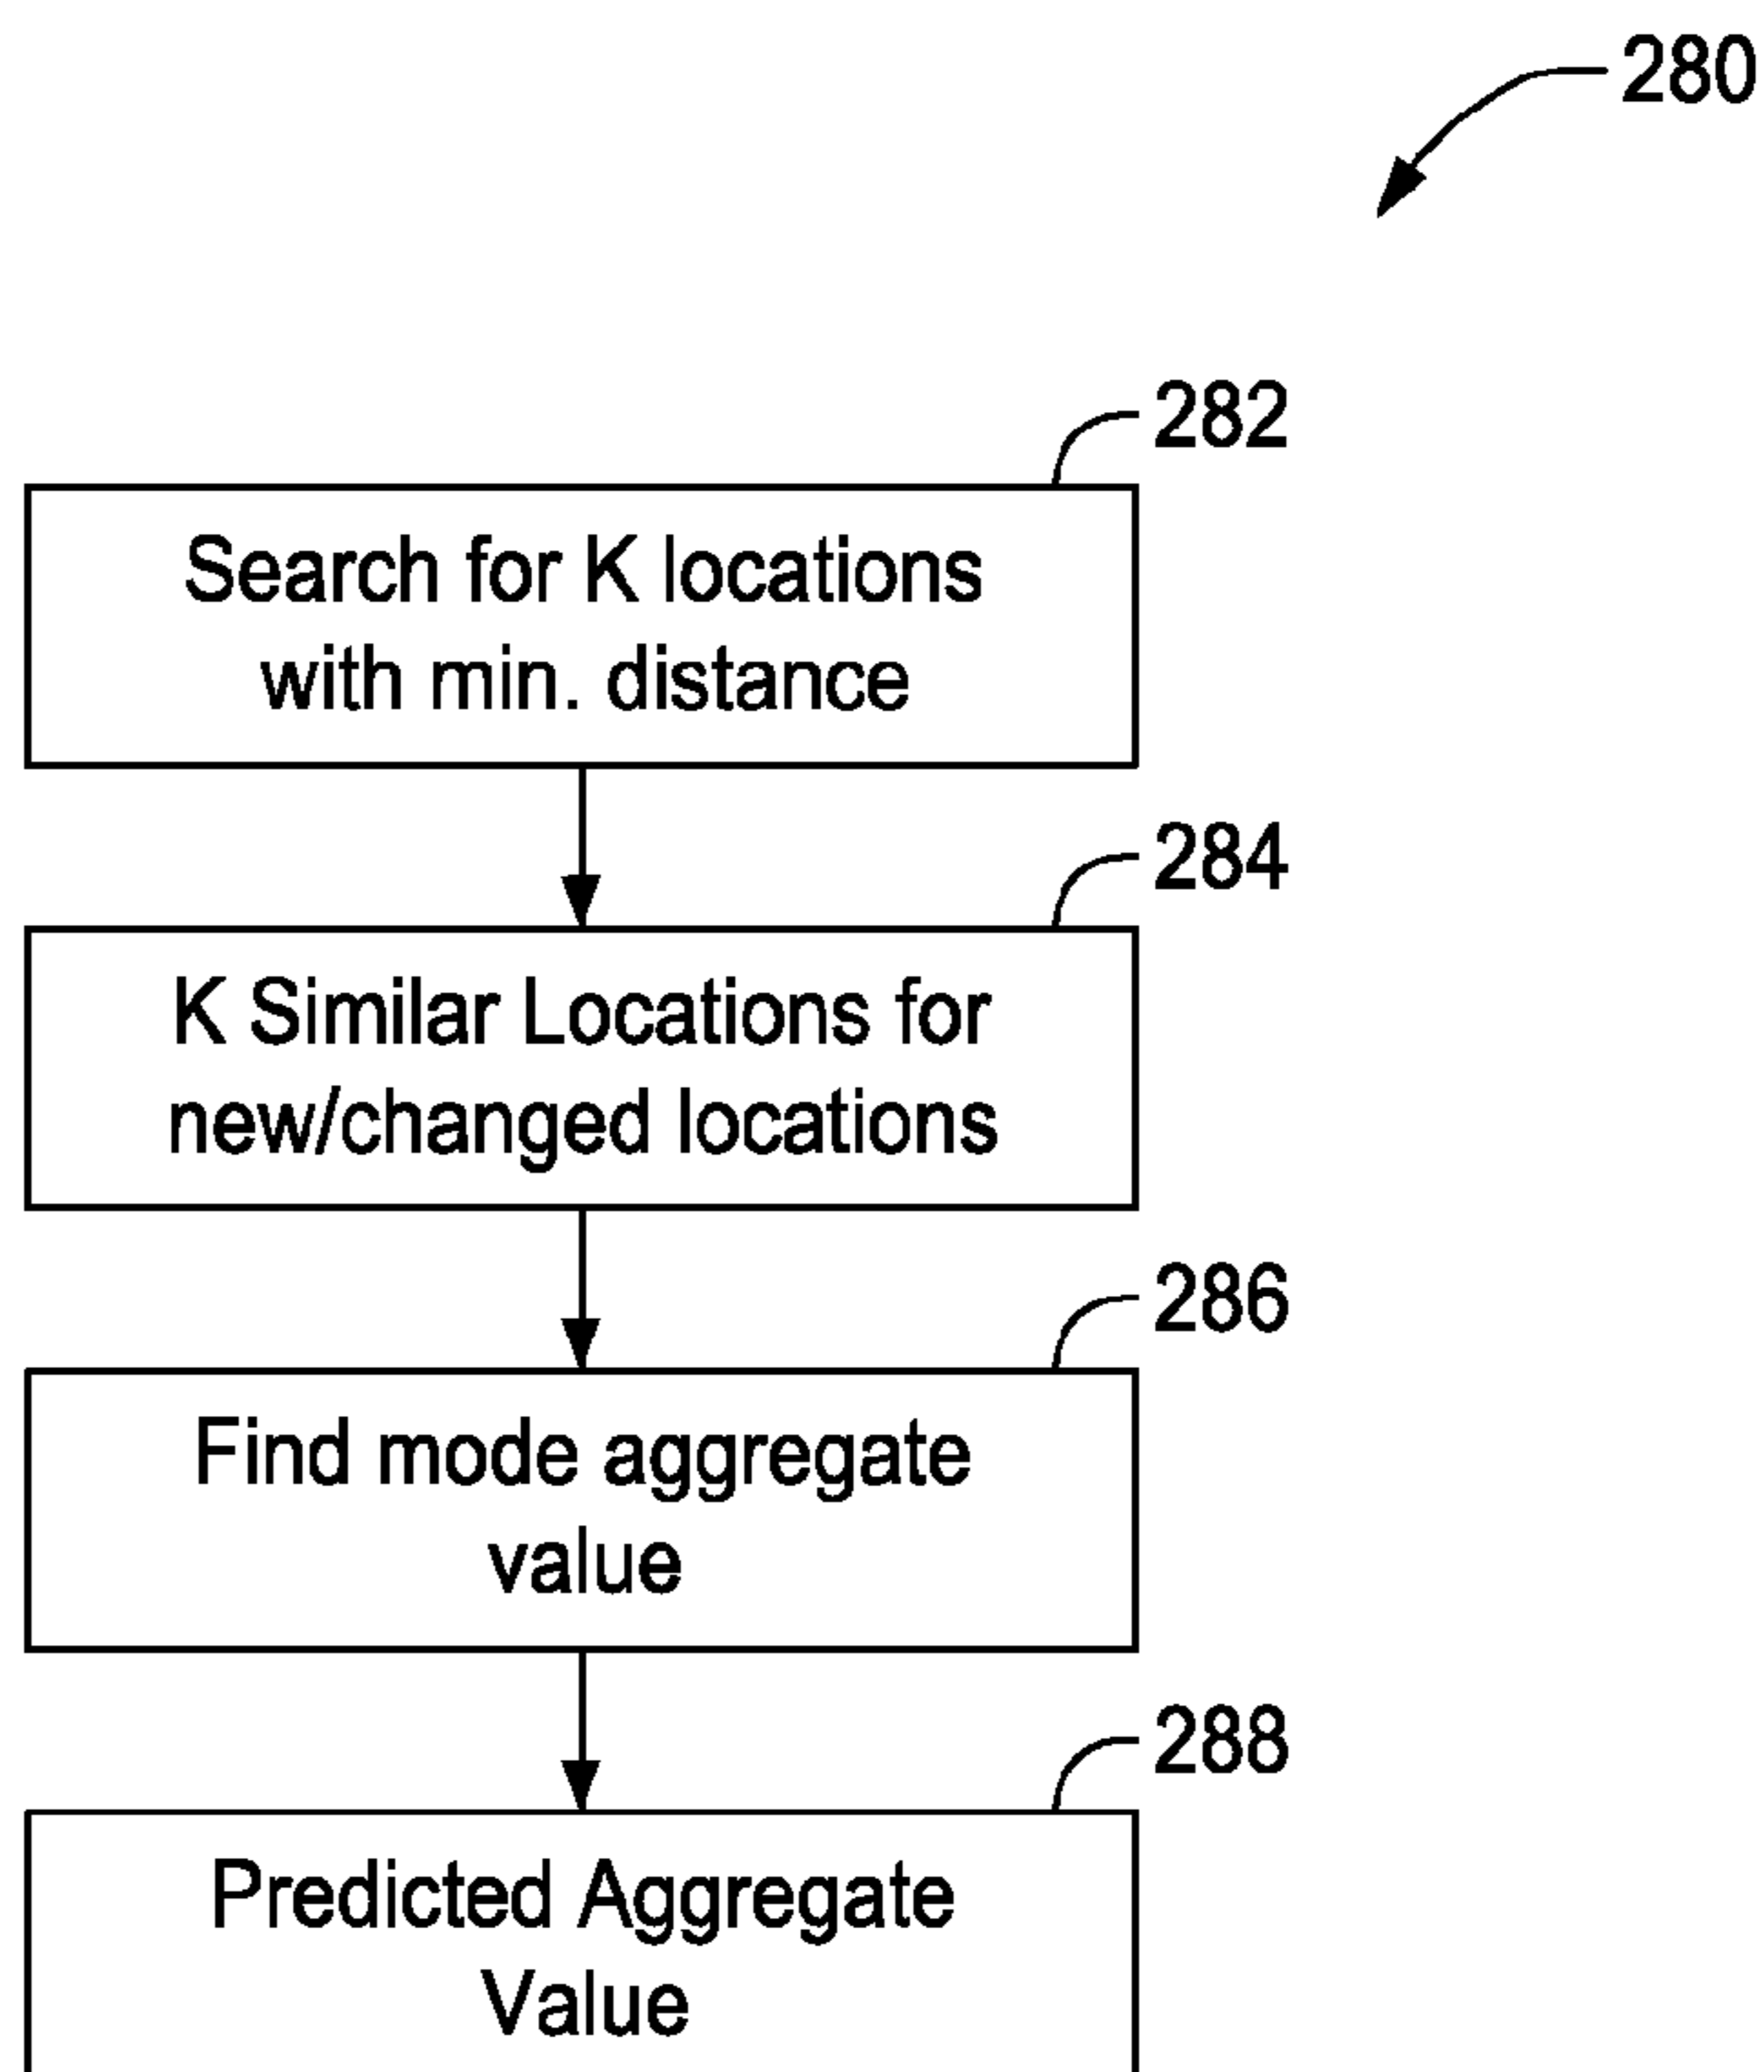 280
282
Search for K locations
with min. distance
284
K Similar Locations for
new/changed locations
286
Find mode aggregate
value
288
Predicted Aggregate
Value